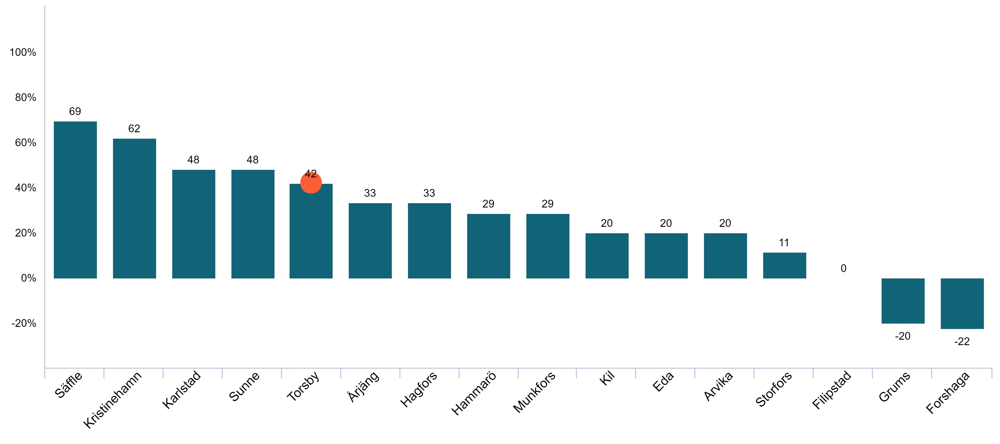 100%
80%
60%
40%
20%
0%
-20%
69
62
48
48
42
33
33
29
29
20
20
20
11
0
-20
-22
Säffle
Kristinehamn
Karlstad
Sunne
Torsby
Årjäng
Hagfors
Hammarö
Munkfors
Kil
Eda
Arvika
Storfors
Filipstad
Grums
Forshaga